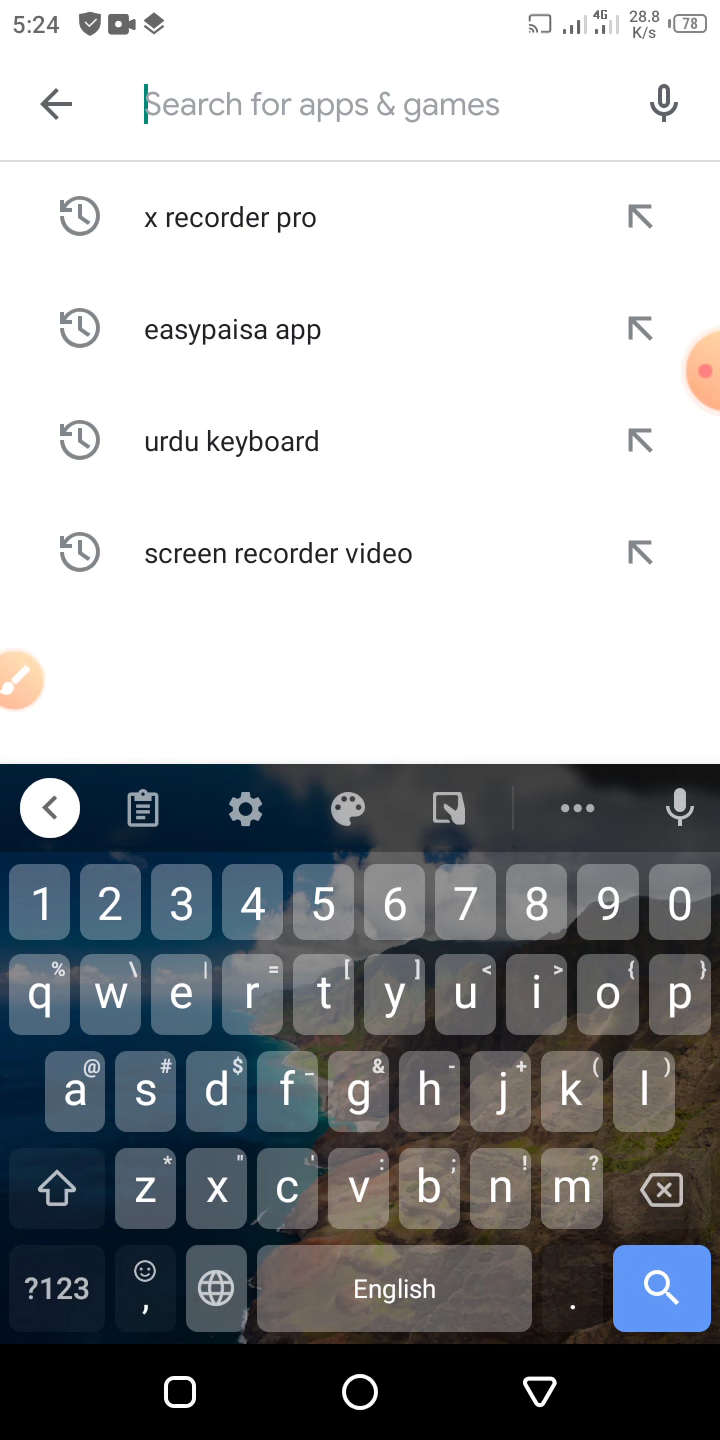 5:24 4G 28.8 K/s 78
Search for apps & games
x recorder pro
easypaisa app
urdu keyboard
screen recorder video
1 2 3 4 5 6 7 8 9 0
q % w \ e | r = t [ y ] u < i > o { p }
a @ s # d $ f _ g & h - j + k ( l )
z * x " c ' v : b ; n ! m ?
?123 , English .